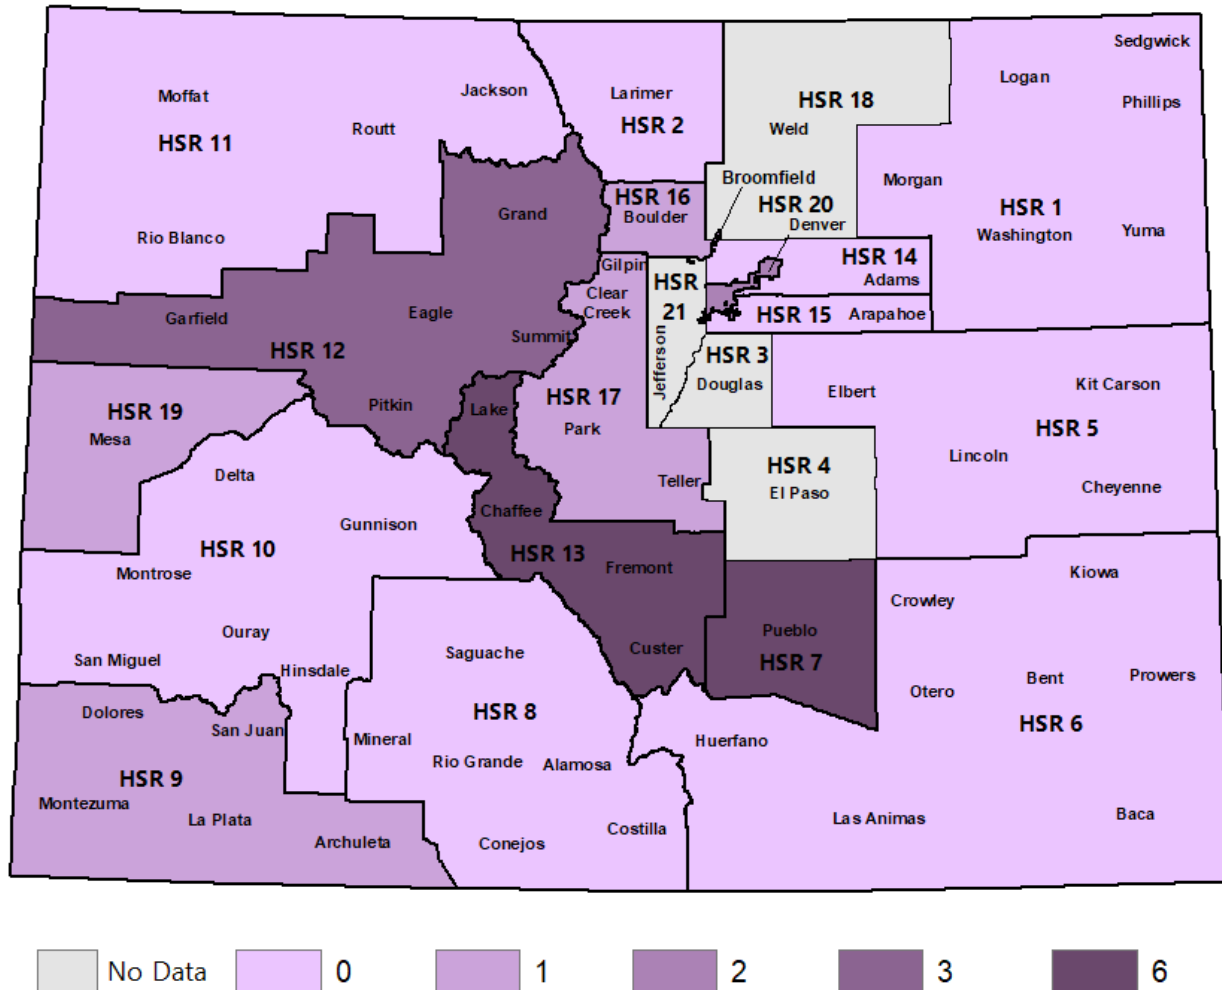 Sedgwick
Logan
Moffat
Jackson
Larimer
HSR 18
Phillips
HSR 11
Routt
HSR 2
Weld
Broomfield
Morgan
HSR 16
Boulder
HSR 20
Denver
HSR 1
Washington
Yuma
Grand
Rio Blanco
Gilpin
HSR 14
Adams
HSR
21
Jefferson
Clear
Creek
Garfield
Eagle
Summit
HSR 15
Arapahoe
HSR 12
HSR 3
Douglas
Elbert
Kit Carson
HSR 19
Mesa
Pitkin
Lake
HSR 17
Park
HSR 5
Lincoln
Delta
Teller
HSR 4
El Paso
Cheyenne
Gunnison
Chaffee
HSR 10
HSR 13
Fremont
Montrose
Kiowa
Crowley
Ouray
Pueblo
HSR 7
San Miguel
Hinsdale
Saguache
Custer
Otero
Bent
Prowers
Dolores
San Juan
HSR 8
HSR 6
Mineral
Huerfano
HSR 9
Rio Grande
Alamosa
Montezuma
La Plata
Archuleta
Conejos
Costilla
Las Animas
Baca
No Data
0
1
2
3
6